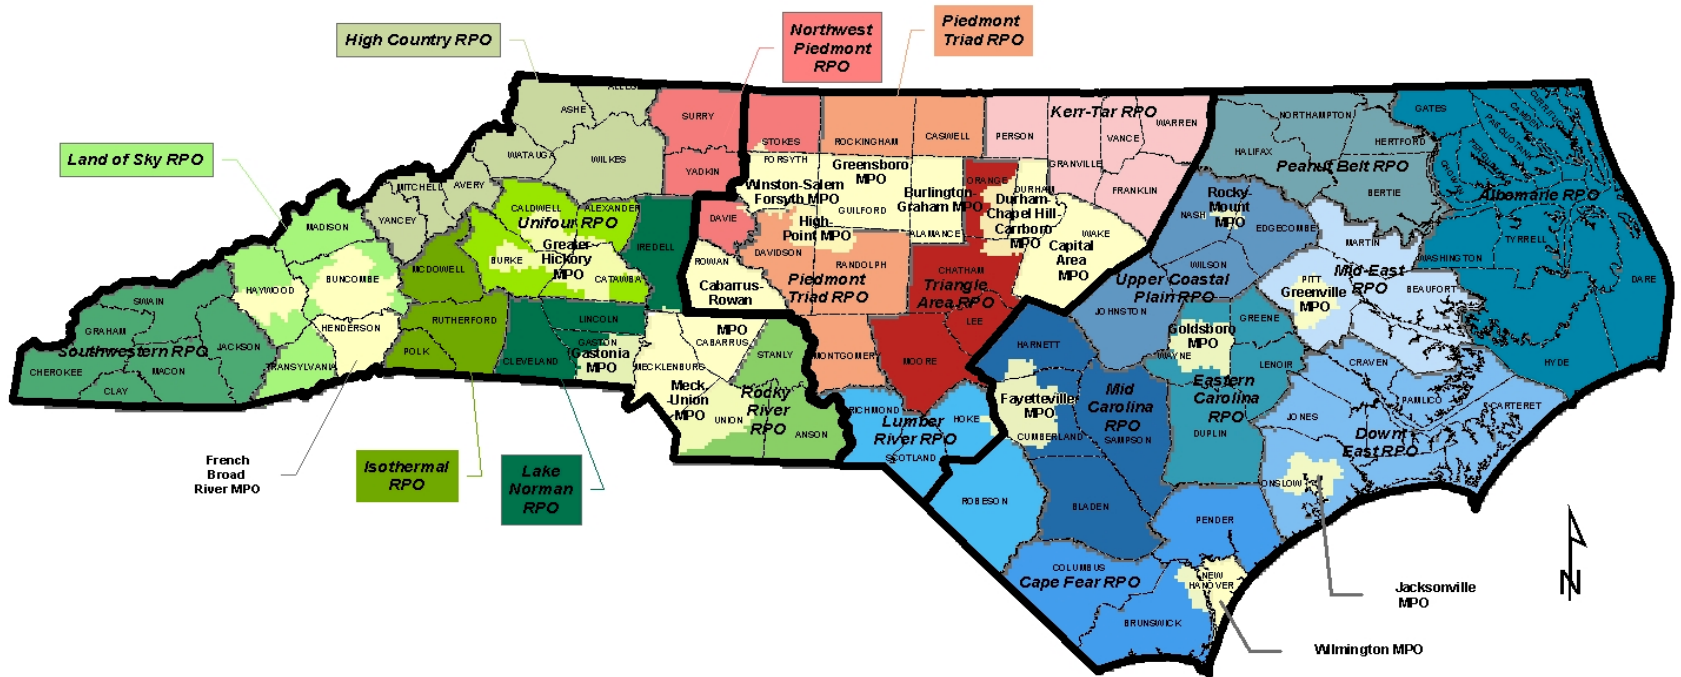 High Country RPO
Northwest
Piedmont
RPO
Piedmont
Triad RPO
Land of Sky RPO
ASHE
SURRY
STOKES
ROCKINGHAM
CASWELL
PERSON
Kerr-Tar RPO
VANCE
WARREN
GRANVILLE
FRANKLIN
NORTHAMPTON
GATES
HERTFORD
HALIFAX
Peanut Belt RPO
BERTIE
CAMDEN
CURRITUCK
PASQUOTANK
PERQUIMANS
CHOWAN
Albemarle RPO
WATAUGA
WILKES
YADKIN
FORSYTH
Winston-Salem
Forsyth MPO
Greensboro
MPO
GUILFORD
High-
Point MPO
Burlington-
Graham MPO
ALAMANCE
ORANGE
DURHAM
Durham-
Chapel Hill-
Carrboro
MPO
WAKE
Capital
Area
MPO
Rocky-
Mount
MPO
NASH
EDGECOMBE
MARTIN
WASHINGTON
TYRRELL
DARE
MITCHELL
AVERY
YANCEY
MADISON
CALDWELL
ALEXANDER
Unifour RPO
BURKE
Greater-
Hickory
MPO
CATAWBA
IREDELL
DAVIE
ROWAN
Cabarrus-
Rowan
MPO
DAVIDSON
RANDOLPH
Piedmont
Triad RPO
CHATHAM
Triangle
Area RPO
LEE
MOORE
MONTGOMERY
WILSON
Upper Coastal
Plain RPO
JOHNSTON
PITT
Greenville
MPO
Mid-East
RPO
BEAUFORT
HYDE
BUNCOMBE
HAYWOOD
MCDOWELL
RUTHERFORD
POLK
HENDERSON
TRANSYLVANIA
SWAIN
GRAHAM
JACKSON
Southwestern RPO
CHEROKEE
MACON
CLAY
LINCOLN
CLEVELAND
GASTON
Gastonia
MPO
MECKLENBURG
CABARRUS
Meck-
-Union
MPO
UNION
STANLY
Rocky
River
RPO
ANSON
RICHMOND
Lumber
River RPO
HOKE
SCOTLAND
ROBESON
HARNETT
Fayetteville
MPO
CUMBERLAND
Mid
Carolina
RPO
SAMPSON
BLADEN
Goldsboro
MPO
WAYNE
GREENE
LENOIR
Eastern
Carolina
RPO
DUPLIN
CRAVEN
PAMLICO
CARTERET
JONES
Down
East RPO
ONSLOW
PENDER
NEW
HANOVER
COLUMBUS
Cape Fear RPO
BRUNSWICK
French
Broad
River MPO
Isothermal
RPO
Lake
Norman
RPO
Jacksonville
MPO
Wilmington MPO
N